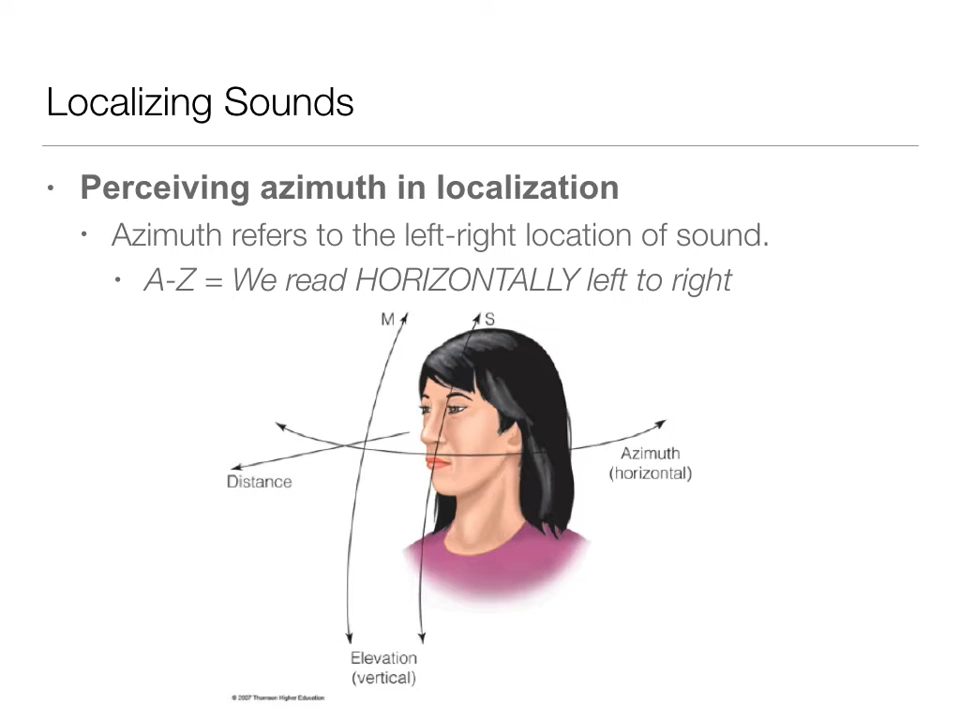 Localizing Sounds
• Perceiving azimuth in localization
• Azimuth refers to the left-right location of sound.
• A-Z = We read HORIZONTALLY left to right
M
S
Azimuth
(horizontal)
Distance
Elevation
(vertical)
© 2007 Thomson Higher Education